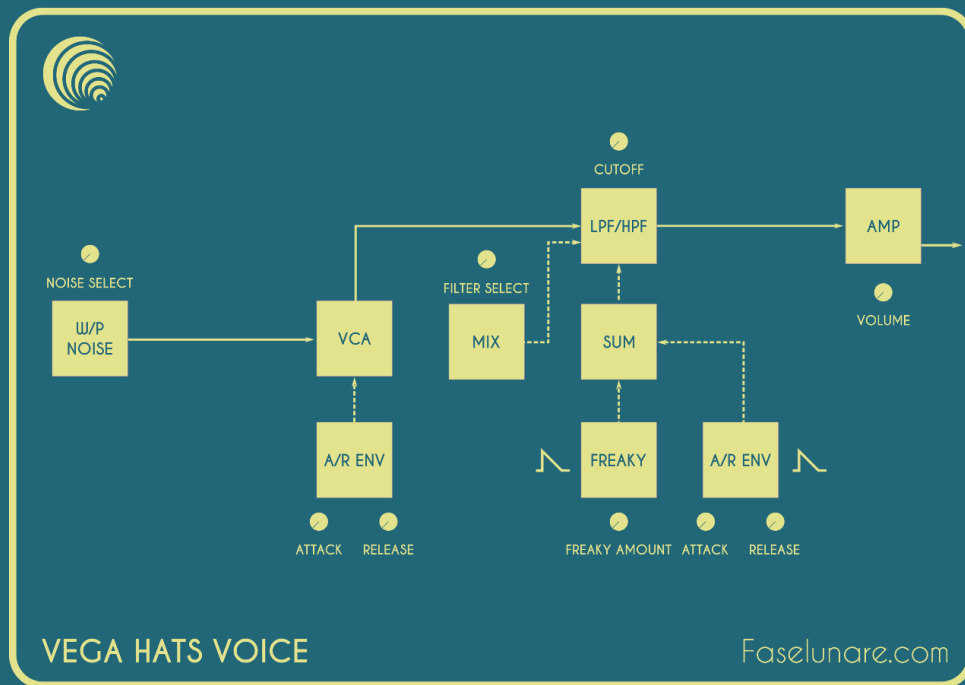 CUTOFF
LPF/HPF
AMP
NOISE SELECT
FILTER SELECT
VOLUME
W/P
NOISE
VCA
MIX
SUM
A/R ENV
FREAKY
A/R ENV
ATTACK
RELEASE
FREAKY AMOUNT
ATTACK
RELEASE
VEGA HATS VOICE
Faselunare.com